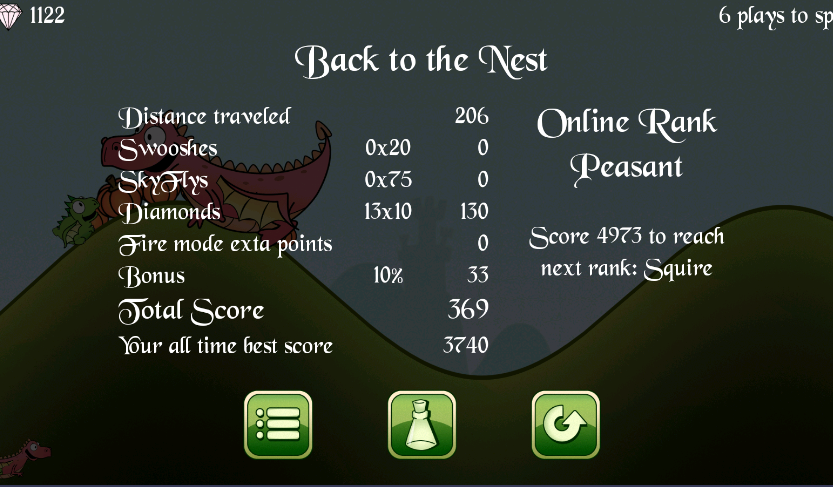 1122
6 plays to sp
Back to the Nest
Distance traveled 206
Swooshes 0x20 0
SkyFlys 0x75 0
Diamonds 13x10 130
Fire mode exta points 0
Bonus 10% 33
Total Score 369
Your all time best score 3740
Online Rank
Peasant
Score 4973 to reach
next rank: Squire